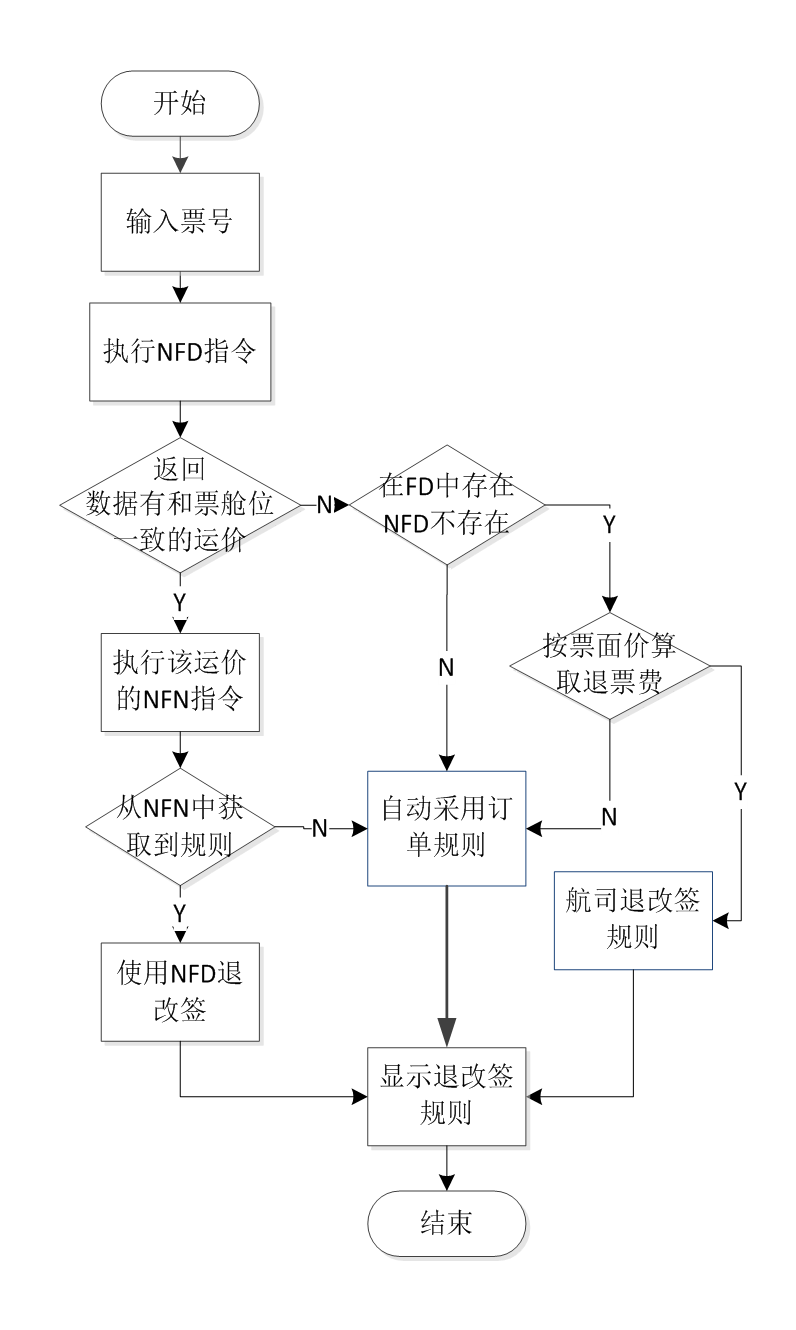 开始
输入票号
执行NFD指令
返回
数据有和票舱位
一致的运价
N
在FD中存在
NFD不存在
Y
Y
按票面价算
取退票费
执行该运价
的NFN指令
N
Y
从NFN中获
取到规则
N
自动采用订
单规则
N
航司退改签
规则
Y
使用NFD退
改签
显示退改签
规则
结束